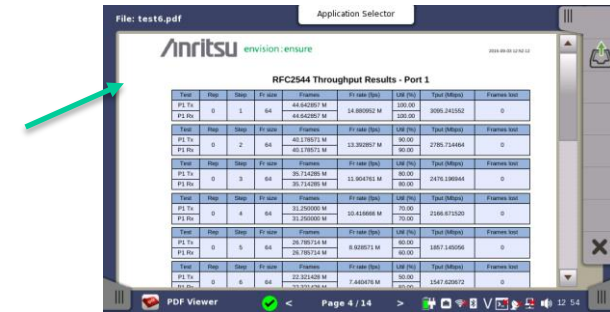 File: test6.pdf
Application Selector
Anritsu envision : ensure
RFC2544 Throughput Results - Port 1
Test Rep Step Fr size Frames Fr rate (fps) Util (%) Tput (Mbps) Frames lost
P1 Tx 0 1 64 44.642857 M 14.880952 M 100.00 3095.241552 0
P1 Rx 44.642857 M 100.00
Test Rep Step Fr size Frames Fr rate (fps) Util (%) Tput (Mbps) Frames lost
P1 Tx 0 2 64 40.178571 M 13.392857 M 90.00 2785.714464 0
P1 Rx 40.178571 M 90.00
Test Rep Step Fr size Frames Fr rate (fps) Util (%) Tput (Mbps) Frames lost
P1 Tx 0 3 64 35.714285 M 11.904761 M 80.00 2476.196944 0
P1 Rx 35.714285 M 80.00
Test Rep Step Fr size Frames Fr rate (fps) Util (%) Tput (Mbps) Frames lost
P1 Tx 0 4 64 31.250000 M 10.416666 M 70.00 2166.671520 0
P1 Rx 31.250000 M 70.00
Test Rep Step Fr size Frames Fr rate (fps) Util (%) Tput (Mbps) Frames lost
P1 Tx 0 5 64 26.785714 M 8.928571 M 60.00 1857.145056 0
P1 Rx 26.785714 M 60.00
Test Rep Step Fr size Frames Fr rate (fps) Util (%) Tput (Mbps) Frames lost
P1 Tx 0 6 64 22.321428 M 7.440476 M 50.00 1547.620672 0
PDF Viewer < Page 4 / 14 > 12 54